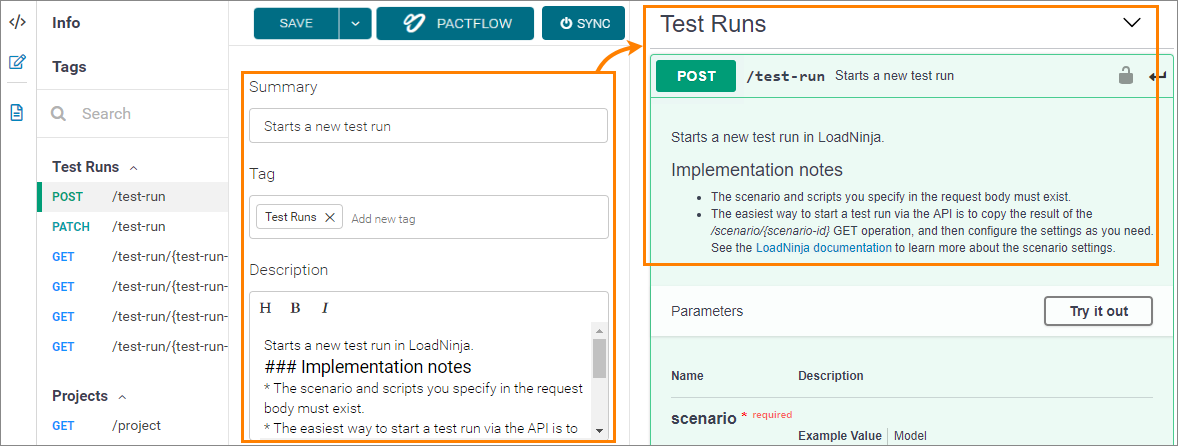 </>
Info
Tags
Search
Test Runs
POST /test-run
PATCH /test-run
GET /test-run/{test-run-
GET /test-run/{test-run-
GET /test-run/{test-run-
GET /test-run/{test-run-
Projects
GET /project
SAVE
PACTFLOW
SYNC
Summary
Starts a new test run
Tag
Test Runs
Add new tag
Description
H B I
Starts a new test run in LoadNinja.
### Implementation notes
* The scenario and scripts you specify in the request
body must exist.
* The easiest way to start a test run via the API is to
Test Runs
POST /test-run Starts a new test run
Starts a new test run in LoadNinja.
Implementation notes
• The scenario and scripts you specify in the request body must exist.
• The easiest way to start a test run via the API is to copy the result of the
/scenario/{scenario-id} GET operation, and then configure the settings as you need.
See the LoadNinja documentation to learn more about the scenario settings.
Parameters
Try it out
Name Description
scenario * required
Example Value Model